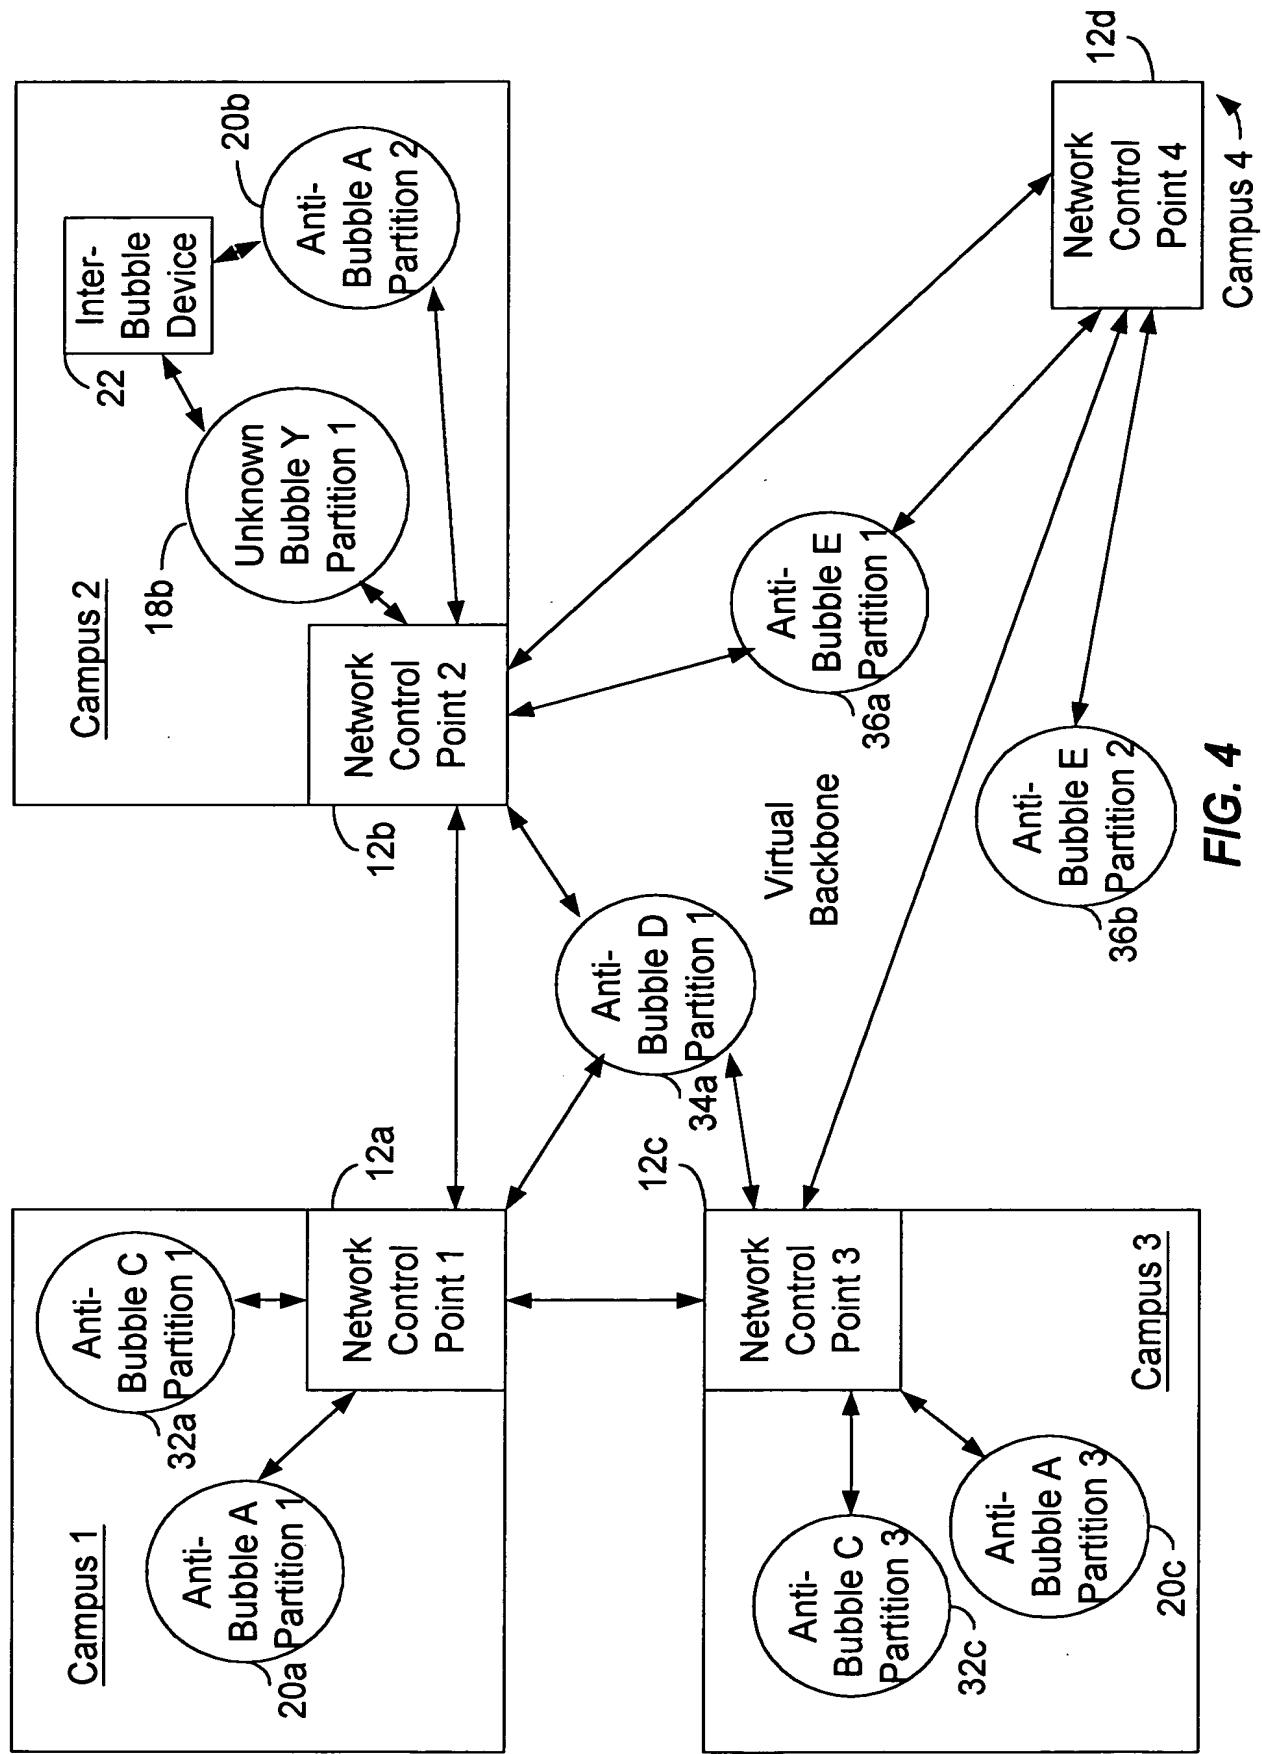 Campus 1
Anti-
Bubble A
Partition 1
20a
Anti-
Bubble C
Partition 1
32a
Network
Control
Point 1
12a
Campus 2
Network
Control
Point 2
12b
Unknown
Bubble Y
Partition 1
18b
Inter-
Bubble
Device
22
Anti-
Bubble A
Partition 2
20b
Anti-
Bubble D
Partition 1
34a
Virtual
Backbone
Anti-
Bubble E
Partition 1
36a
Anti-
Bubble C
Partition 3
32c
Anti-
Bubble A
Partition 3
20c
Network
Control
Point 3
12c
Campus 3
Anti-
Bubble E
Partition 2
36b
Network
Control
Point 4
12d
Campus 4
FIG. 4